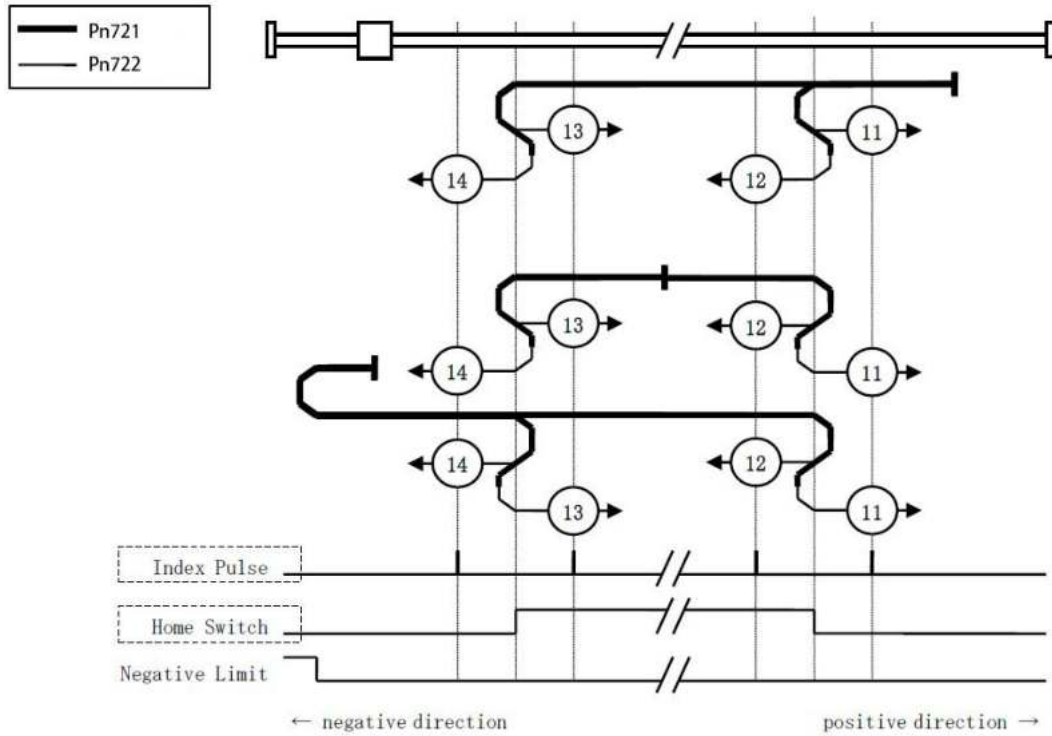 Pn721
Pn722
13
11
14
12
13
12
14
11
14
12
13
11
Index Pulse
Home Switch
Negative Limit
← negative direction
positive direction →